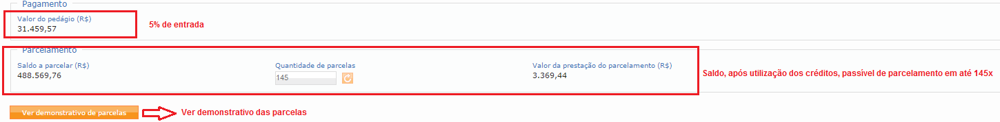 Pagamento
Valor do pedágio (R$)
31.459,57
5% de entrada
Parcelamento
Saldo a parcelar (R$)
488.569,76
Quantidade de parcelas
145
Valor da prestação do parcelamento (R$)
3.369,44
Saldo, após utilização dos créditos, passível de parcelamento em até 145x
Ver demonstrativo de parcelas
Ver demonstrativo das parcelas